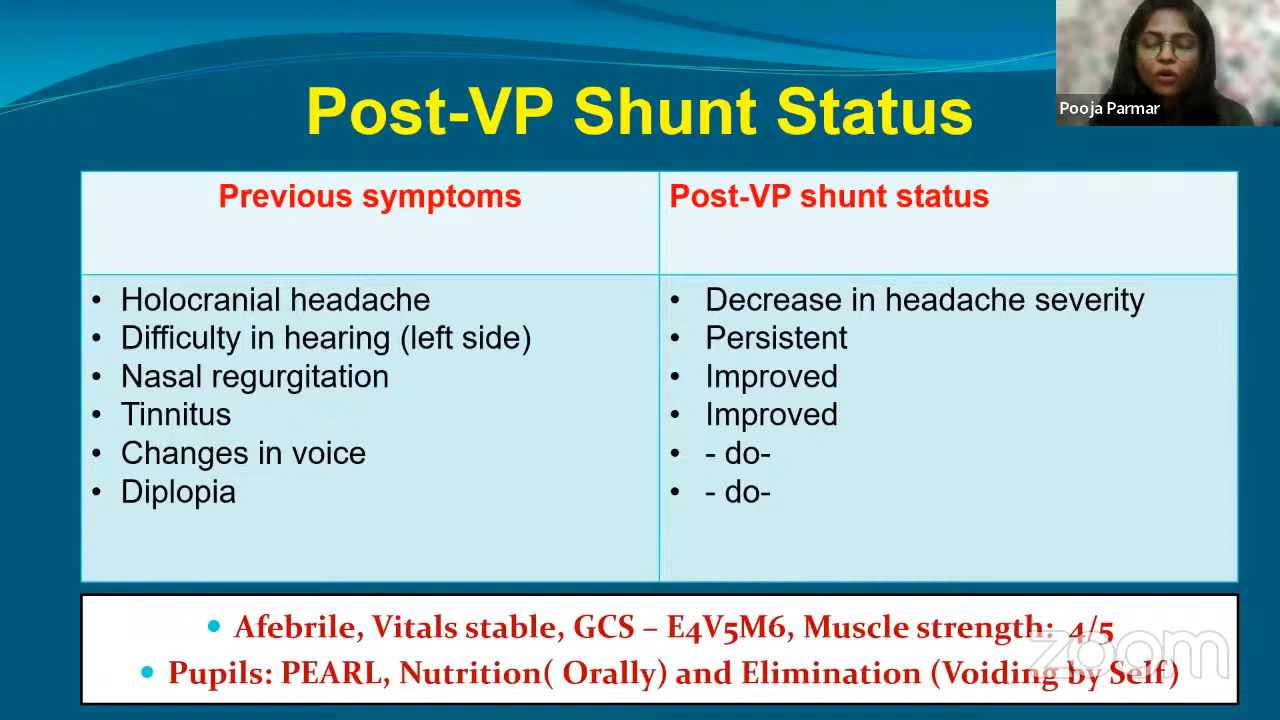 Pooja Parmar
Post-VP Shunt Status
Previous symptoms
Post-VP shunt status
• Holocranial headache
• Difficulty in hearing (left side)
• Nasal regurgitation
• Tinnitus
• Changes in voice
• Diplopia
• Decrease in headache severity
• Persistent
• Improved
• Improved
• - do-
• - do-
• Afebrile, Vitals stable, GCS – E4V5M6, Muscle strength: 4/5
• Pupils: PEARL, Nutrition( Orally) and Elimination (Voiding by Self)
zoom